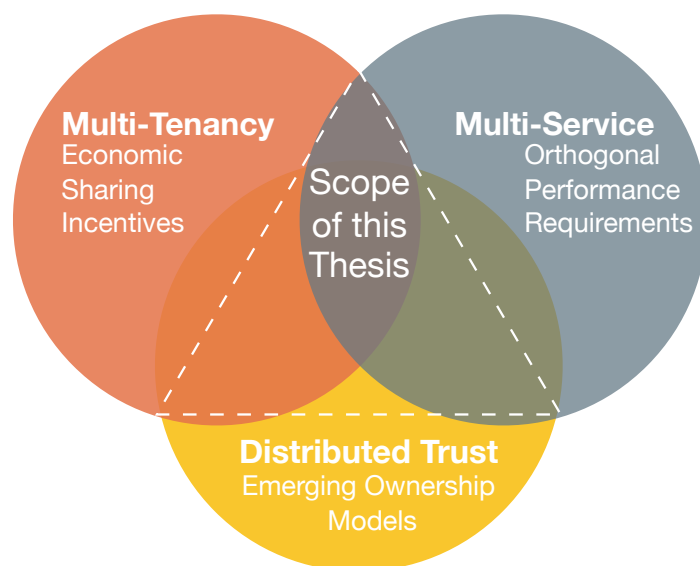 Multi-Tenancy
Economic
Sharing
Incentives
Multi-Service
Orthogonal
Performance
Requirements
Scope
of this
Thesis
Distributed Trust
Emerging Ownership
Models